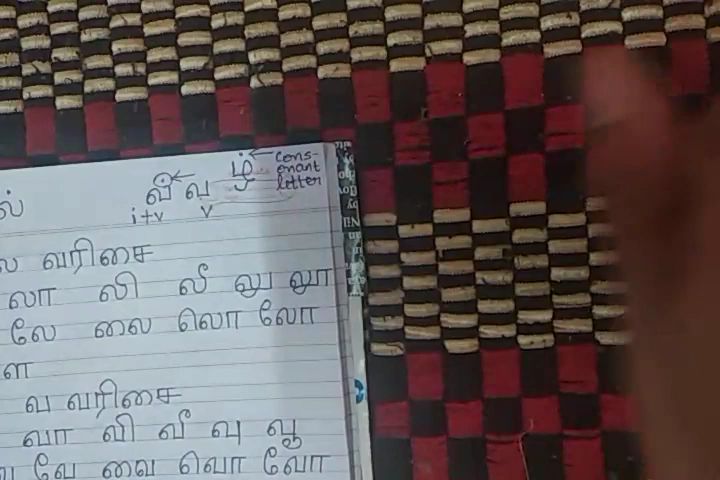 ல் வீ வ ழ் ← Cons-
onant
letter
i+v v
ல வரிசை
லா லி லீ லு லூ
லே லை லொ லோ
ள
வ வரிசை
வா வி வீ வு வூ
வே வை வொ வோ